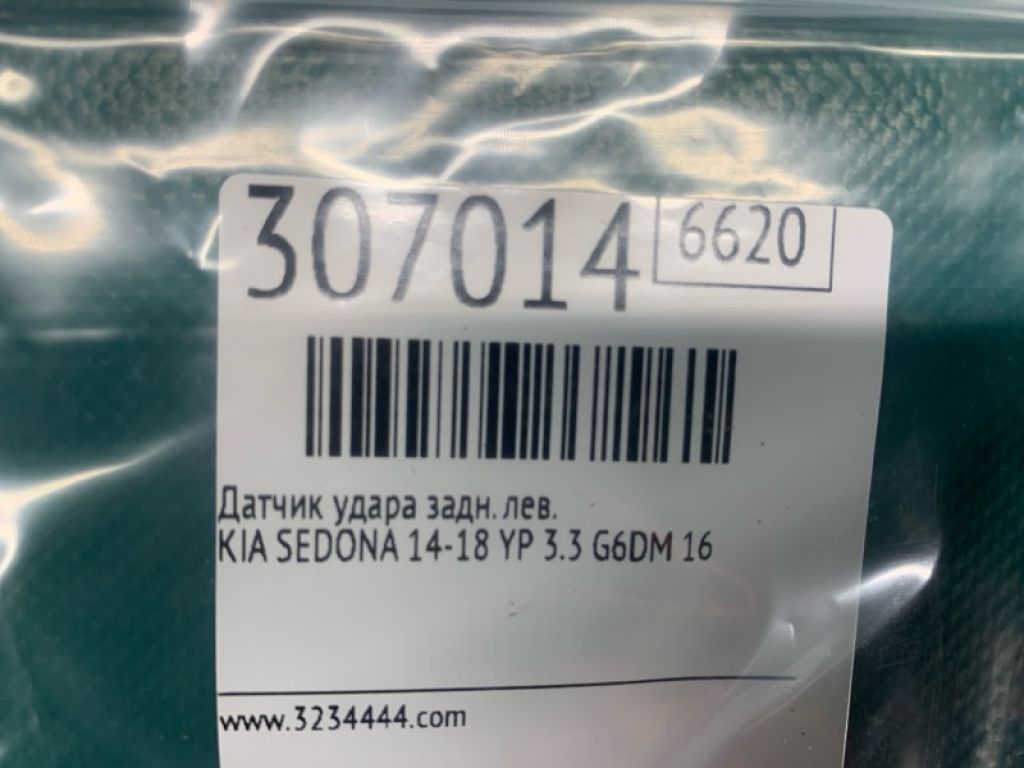 307014 6620
Датчик удара задн. лев.
KIA SEDONA 14-18 YP 3.3 G6DM 16
www.3234444.com